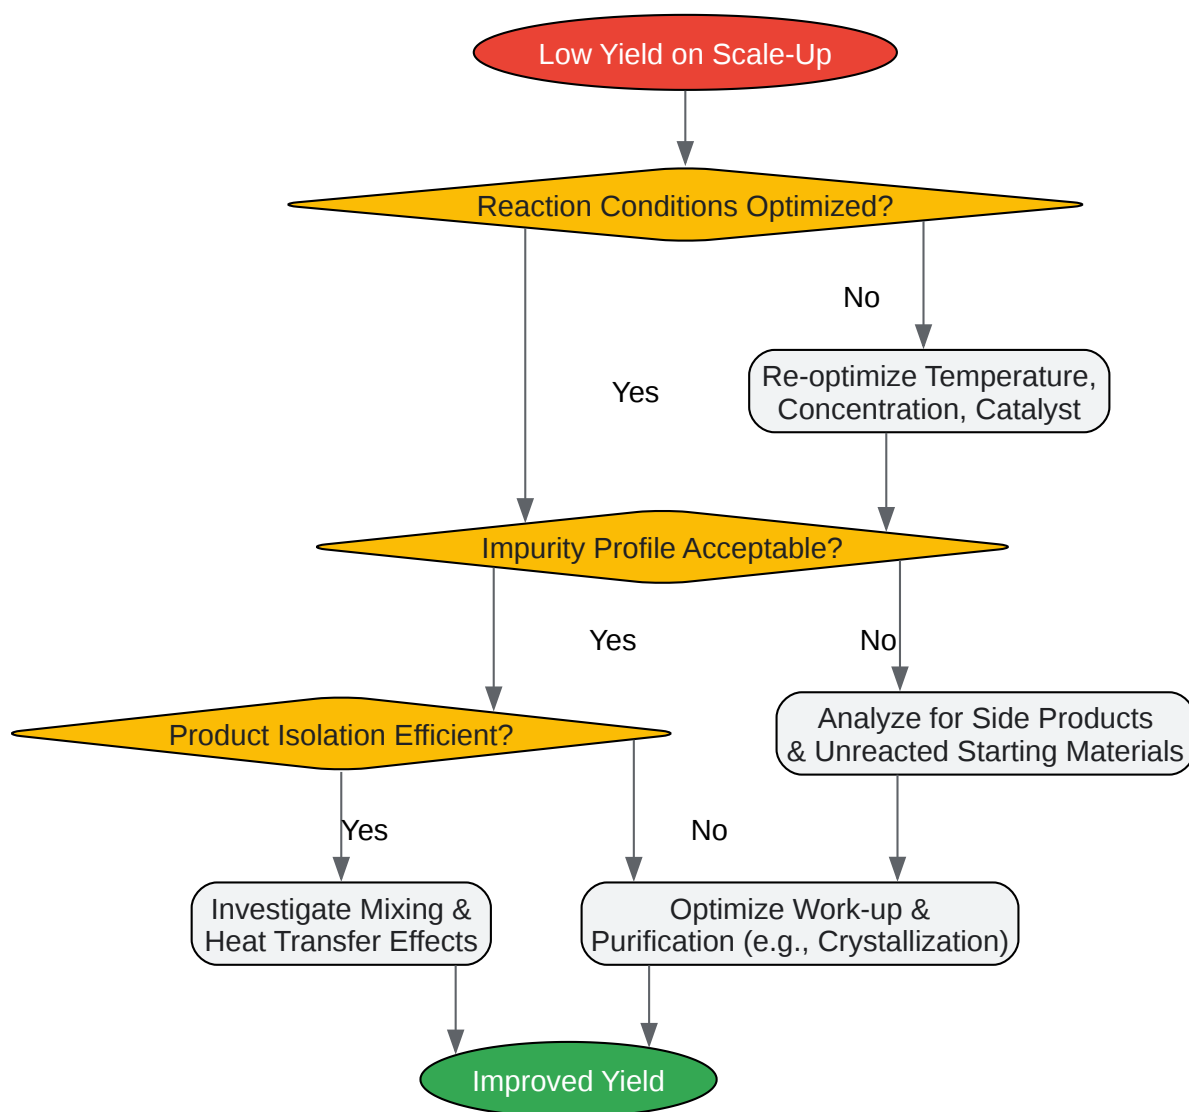 Low Yield on Scale-Up
Reaction Conditions Optimized?
No
Yes
Re-optimize Temperature,
Concentration, Catalyst
Impurity Profile Acceptable?
Yes
No
Product Isolation Efficient?
Analyze for Side Products
& Unreacted Starting Materials
Yes
No
Investigate Mixing &
Heat Transfer Effects
Optimize Work-up &
Purification (e.g., Crystallization)
Improved Yield